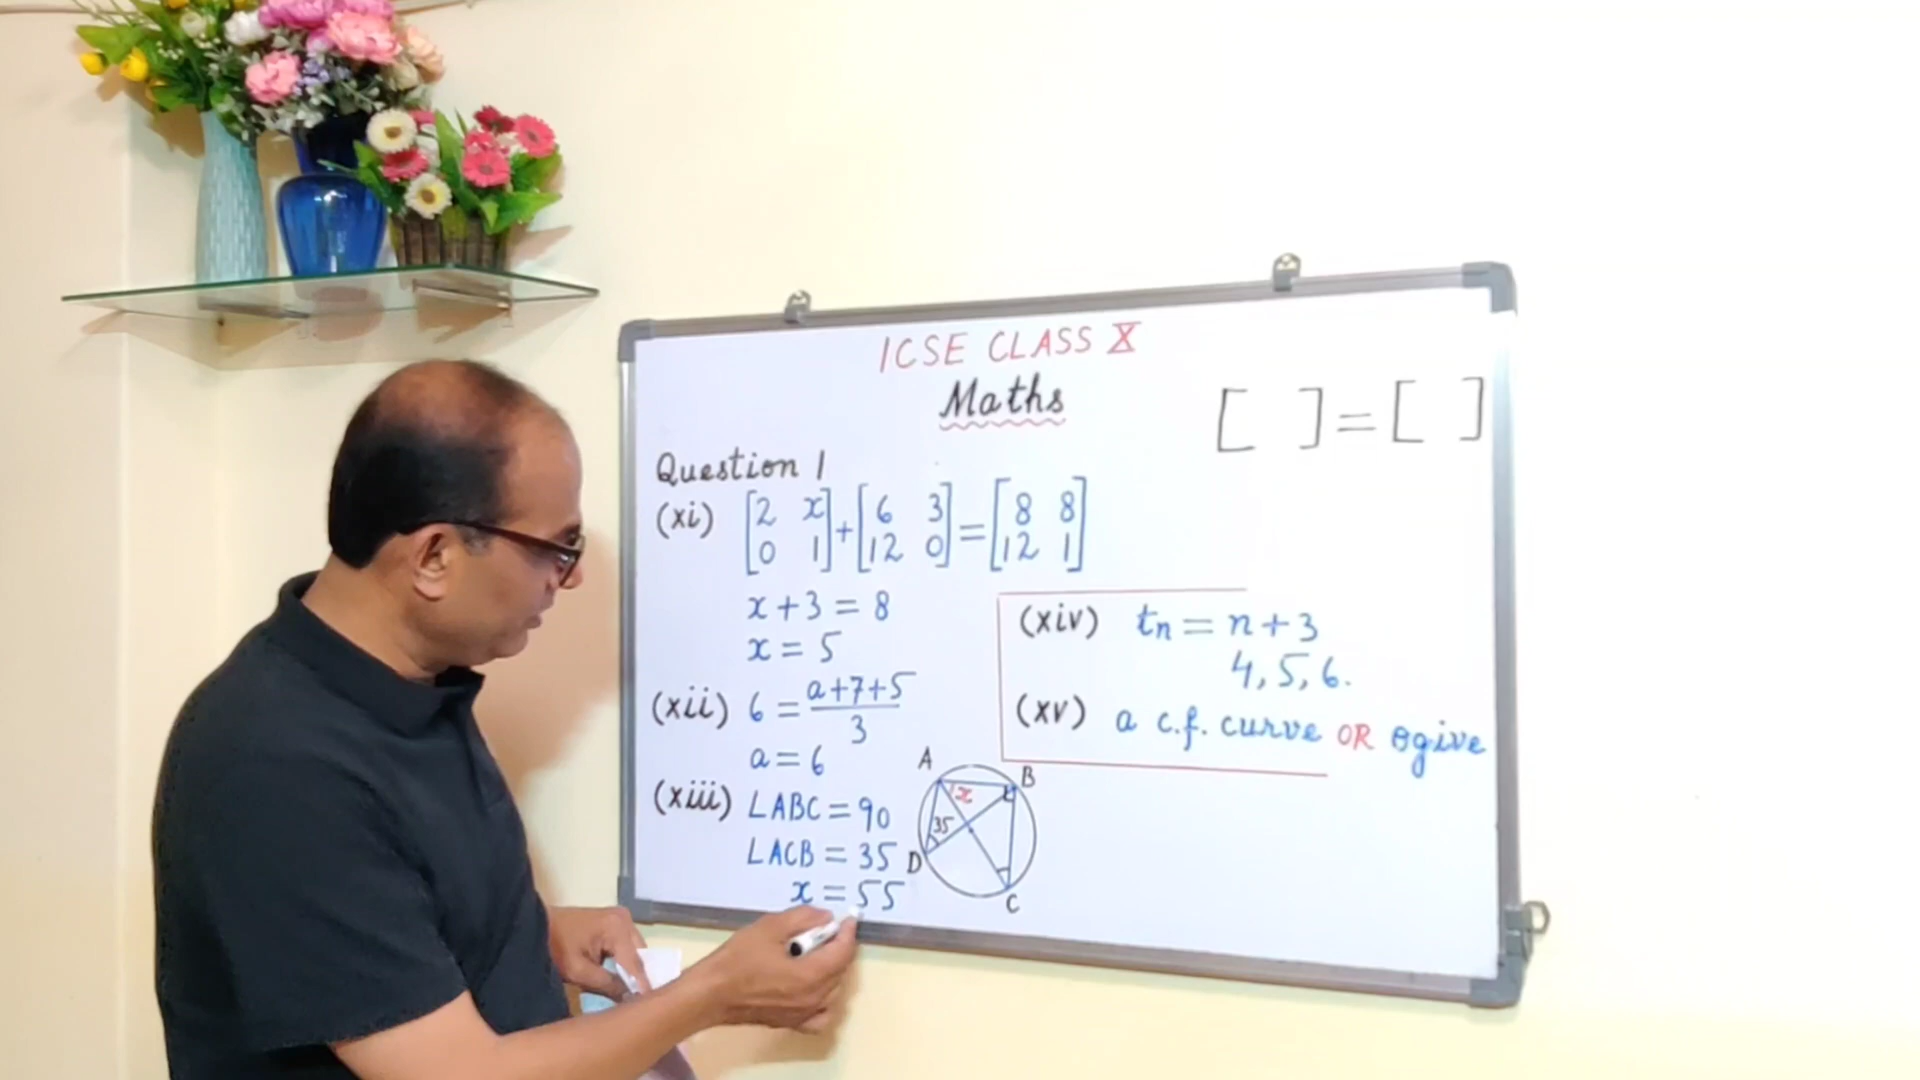 ICSE CLASS X
Maths
[ ] = [ ]
Question 1
(xi) [2 x] + [6 3] = [8 8]
[0 1] [12 0] [12 1]
x + 3 = 8
x = 5
(xii) 6 = a+7+5
3
a = 6
(xiii) ∠ABC = 90
∠ACB = 35
x = 55
A
B
x
35
D
C
(xiv) tn = n + 3
4, 5, 6.
(xv) a c.f. curve OR ogive